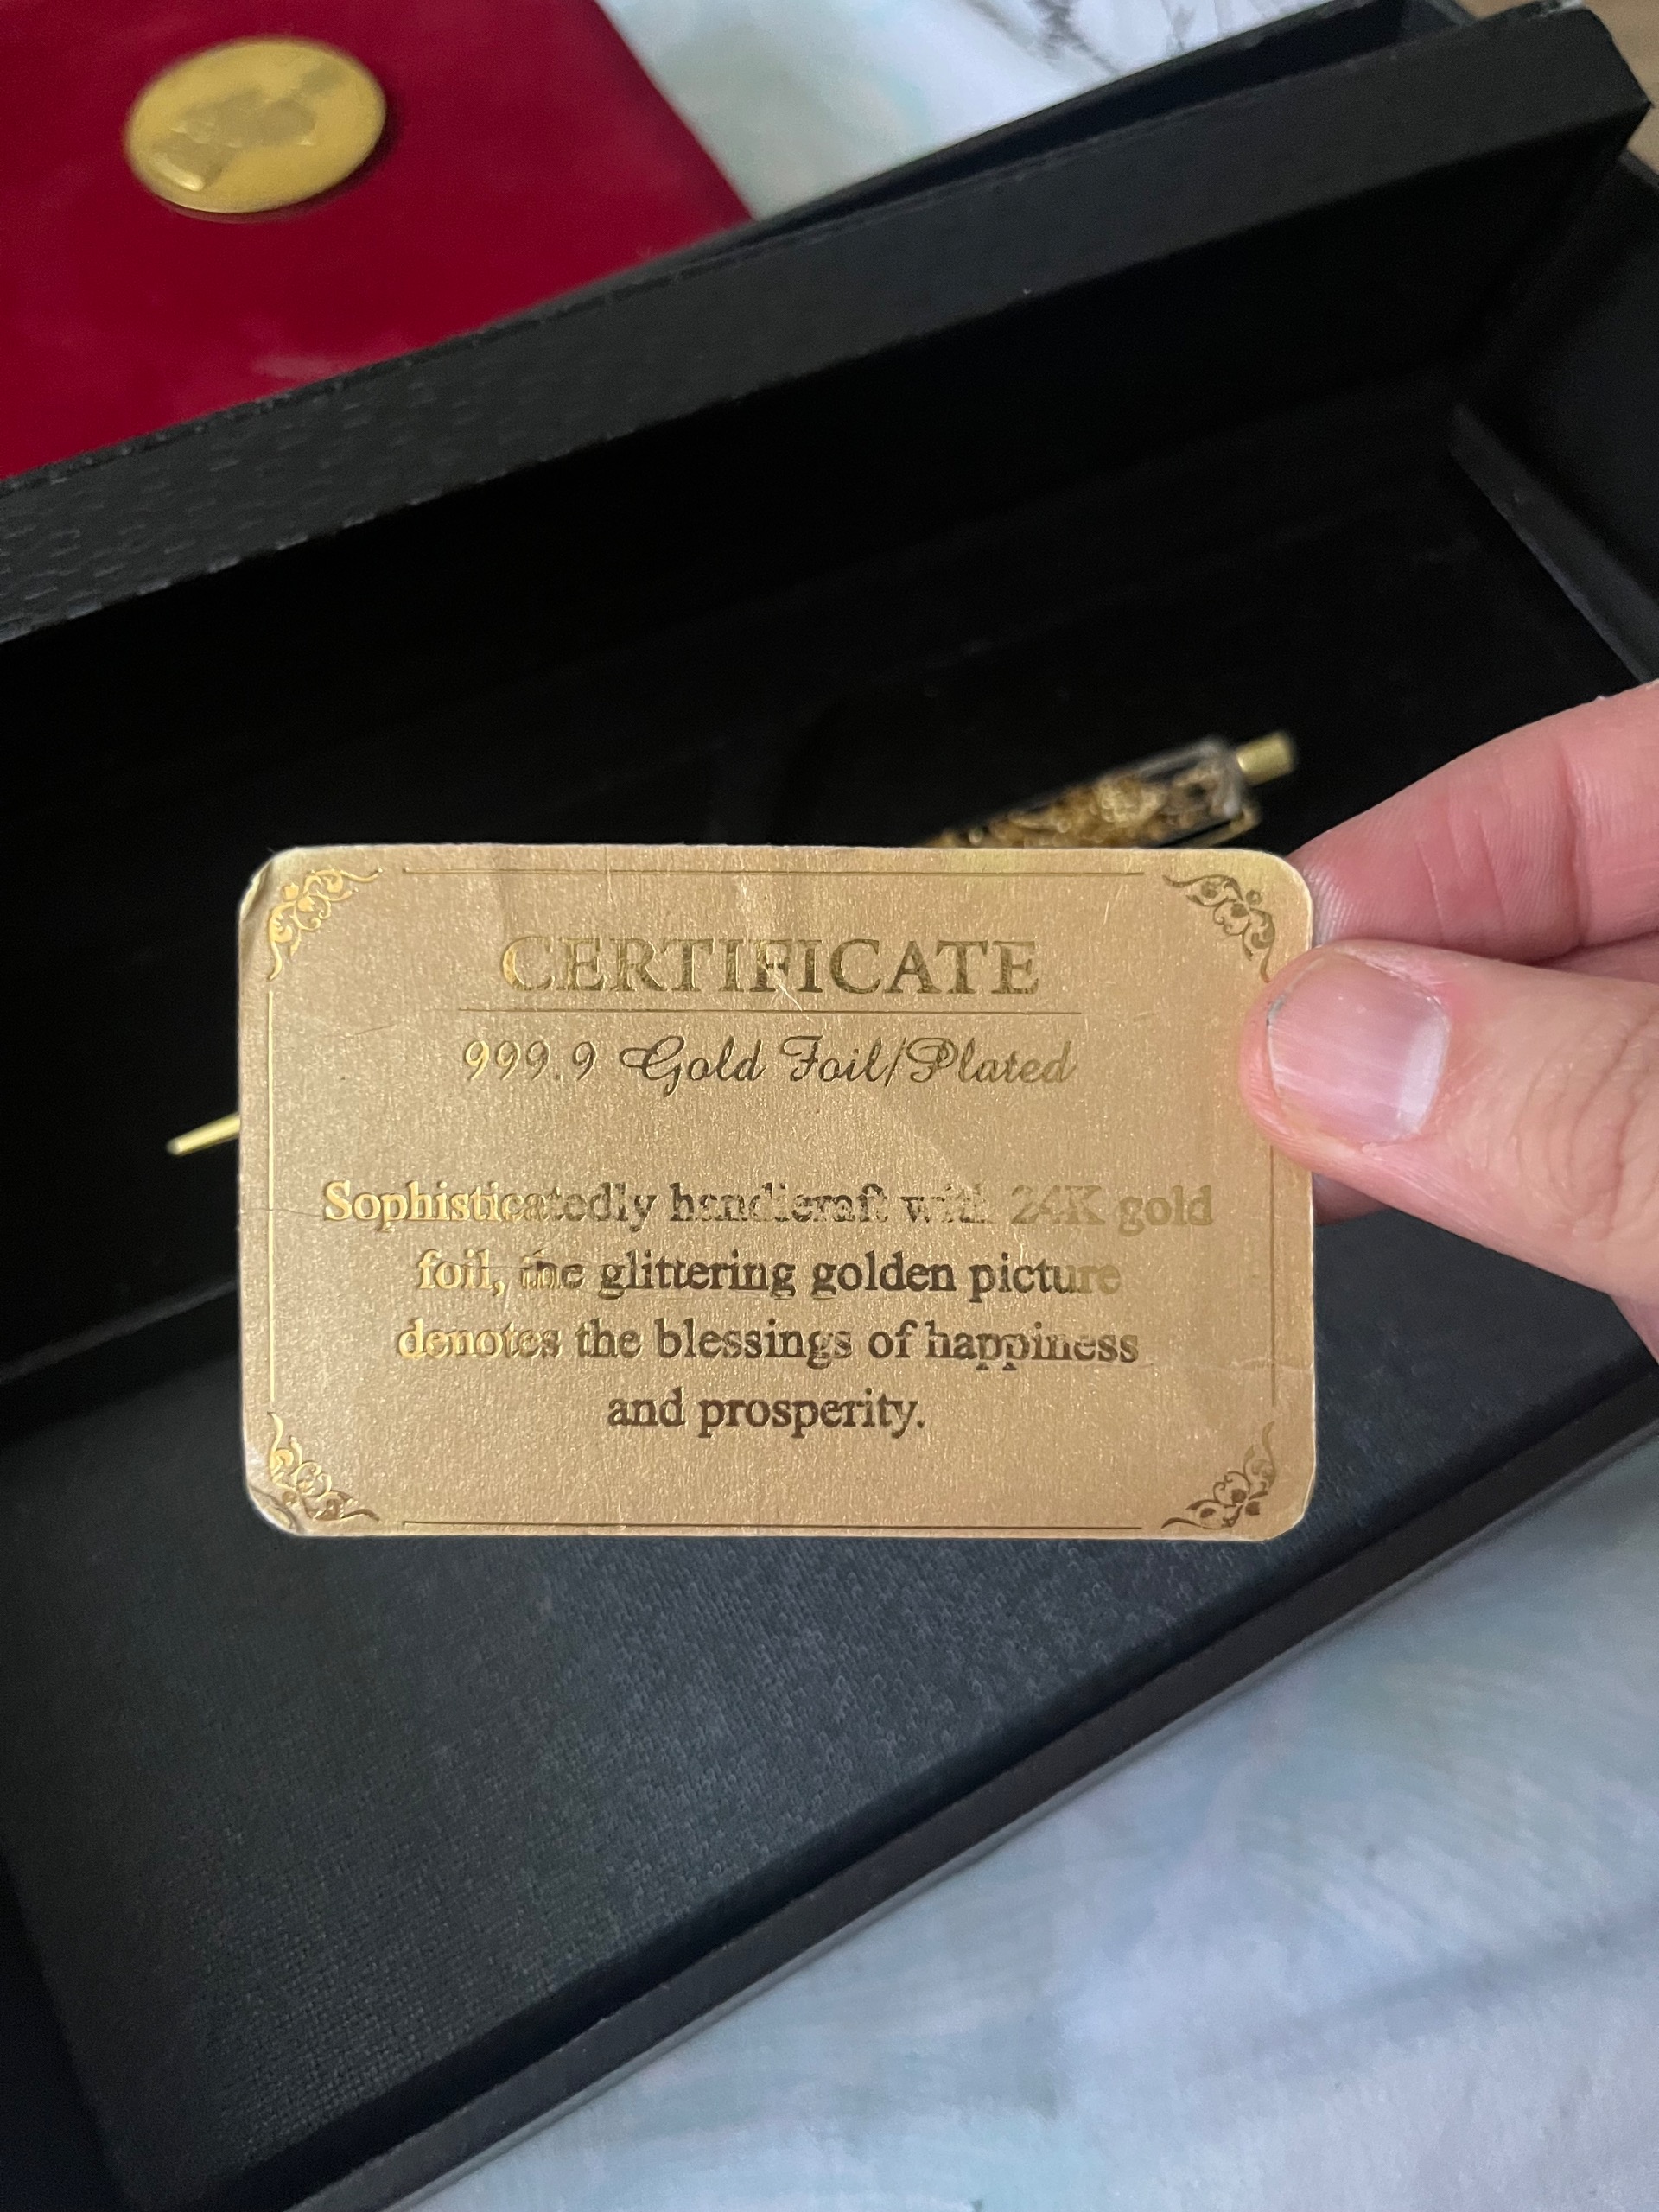 CERTIFICATE
999.9 Gold Foil/Plated
Sophisticatedly handicraft with 24K gold
foil, the glittering golden picture
denotes the blessings of happiness
and prosperity.